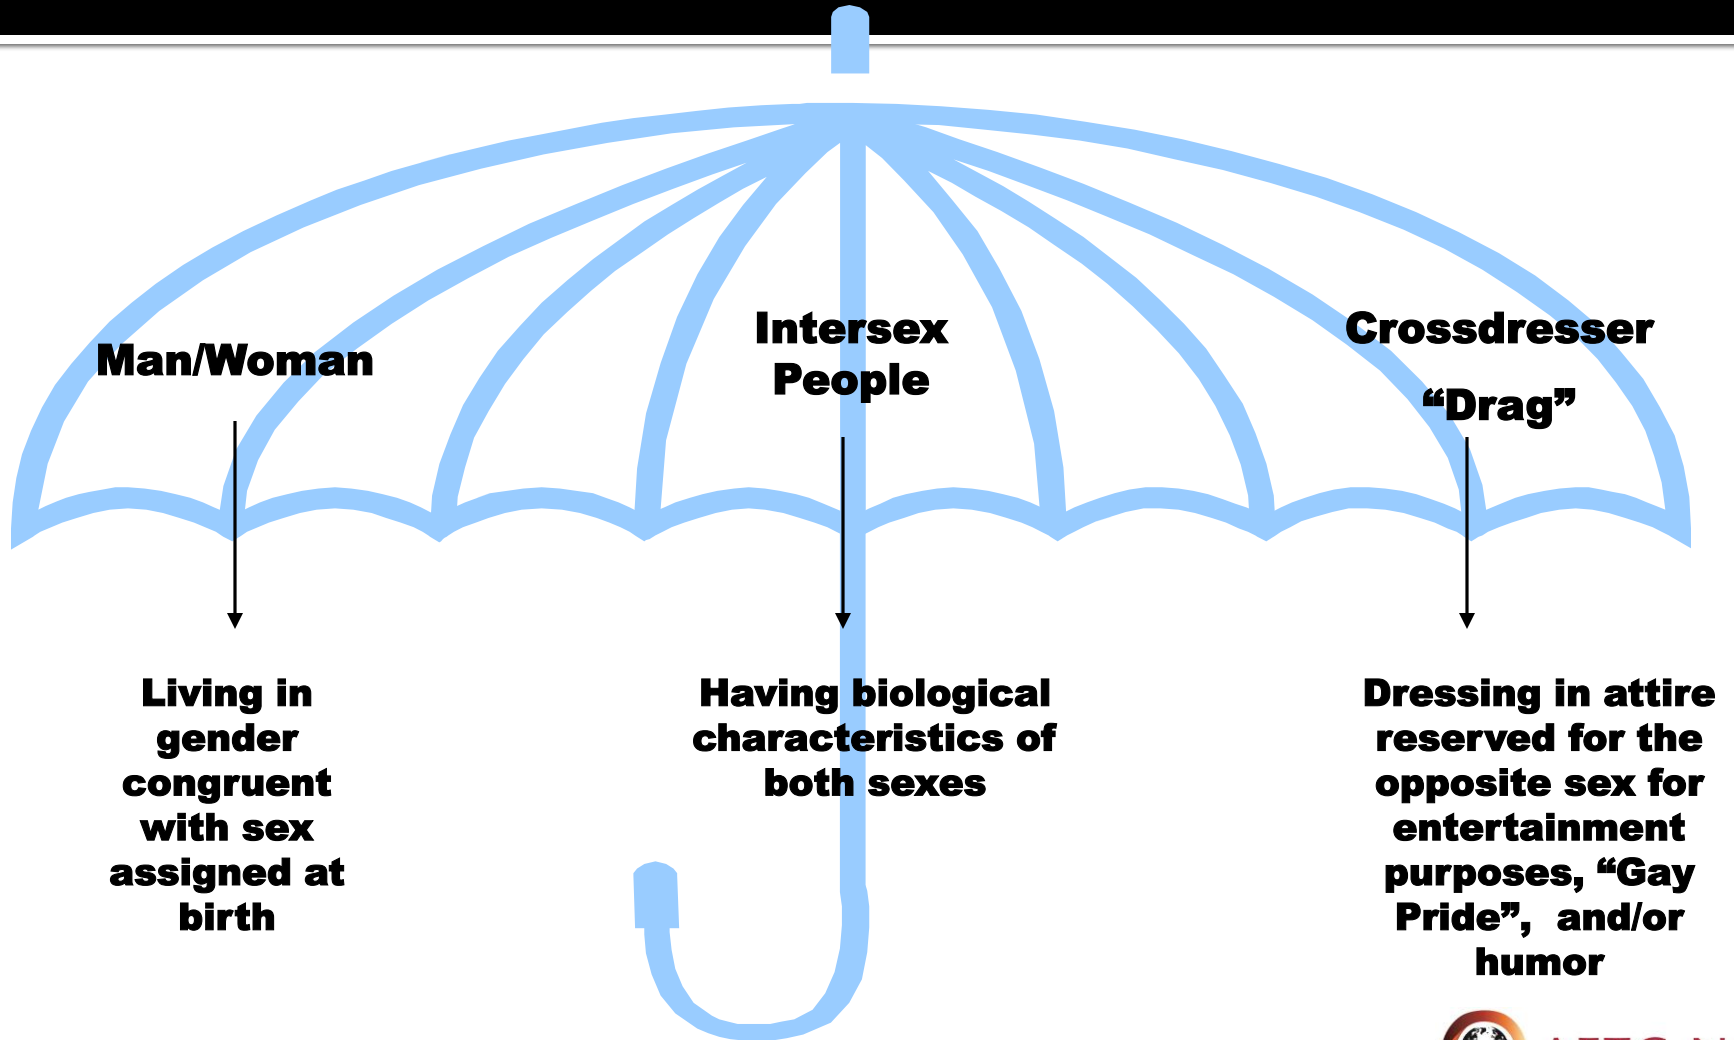 Man/Woman
Intersex
People
Crossdresser
“Drag”
Living in
gender
congruent
with sex
assigned at
birth
Having biological
characteristics of
both sexes
Dressing in attire
reserved for the
opposite sex for
entertainment
purposes, “Gay
Pride”,  and/or
humor